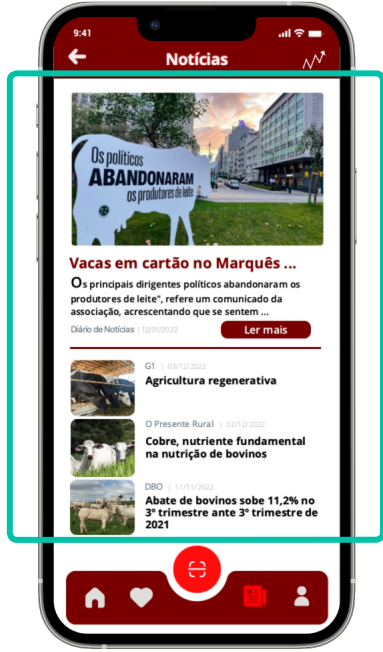 9:41
Notícias
Os políticos
ABANDONARAM
os produtores de leite
Vacas em cartão no Marquês ...
Os principais dirigentes políticos abandonaram os
produtores de leite", refere um comunicado da
associação, acrescentando que se sentem ...
Diário de Notícias | 12/01/2022
Ler mais
G1 | 03/12/2022
Agricultura regenerativa
O Presente Rural | 02/12/2022
Cobre, nutriente fundamental
na nutrição de bovinos
DBO | 11/11/2022
Abate de bovinos sobe 11,2% no
3º trimestre ante 3º trimestre de
2021